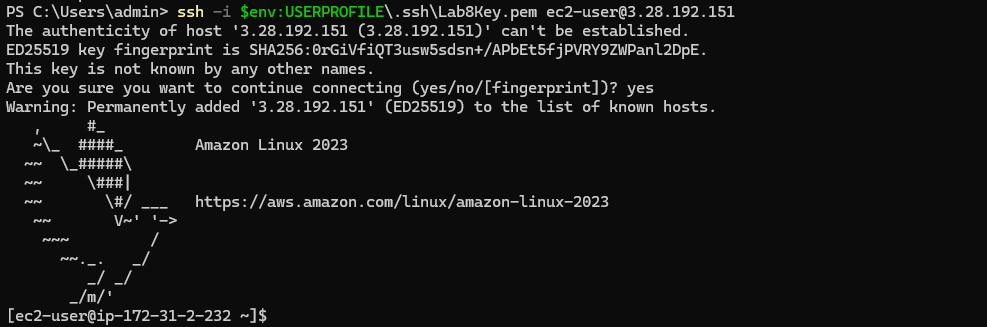 PS C:\Users\admin> ssh -i $env:USERPROFILE\.ssh\Lab8Key.pem ec2-user@3.28.192.151
The authenticity of host '3.28.192.151 (3.28.192.151)' can't be established.
ED25519 key fingerprint is SHA256:0rGiVfiQT3usw5sdsn+/APbEt5fjPVRY9ZWPanl2DpE.
This key is not known by any other names.
Are you sure you want to continue connecting (yes/no/[fingerprint])? yes
Warning: Permanently added '3.28.192.151' (ED25519) to the list of known hosts.
   ,     #_
   ~\_  ####_        Amazon Linux 2023
  ~~  \_#####\
  ~~     \###|
  ~~       \#/ ___   https://aws.amazon.com/linux/amazon-linux-2023
   ~~       V~' '->
    ~~~         /
      ~~._.   _/
         _/ _/
       _/m/'
[ec2-user@ip-172-31-2-232 ~]$